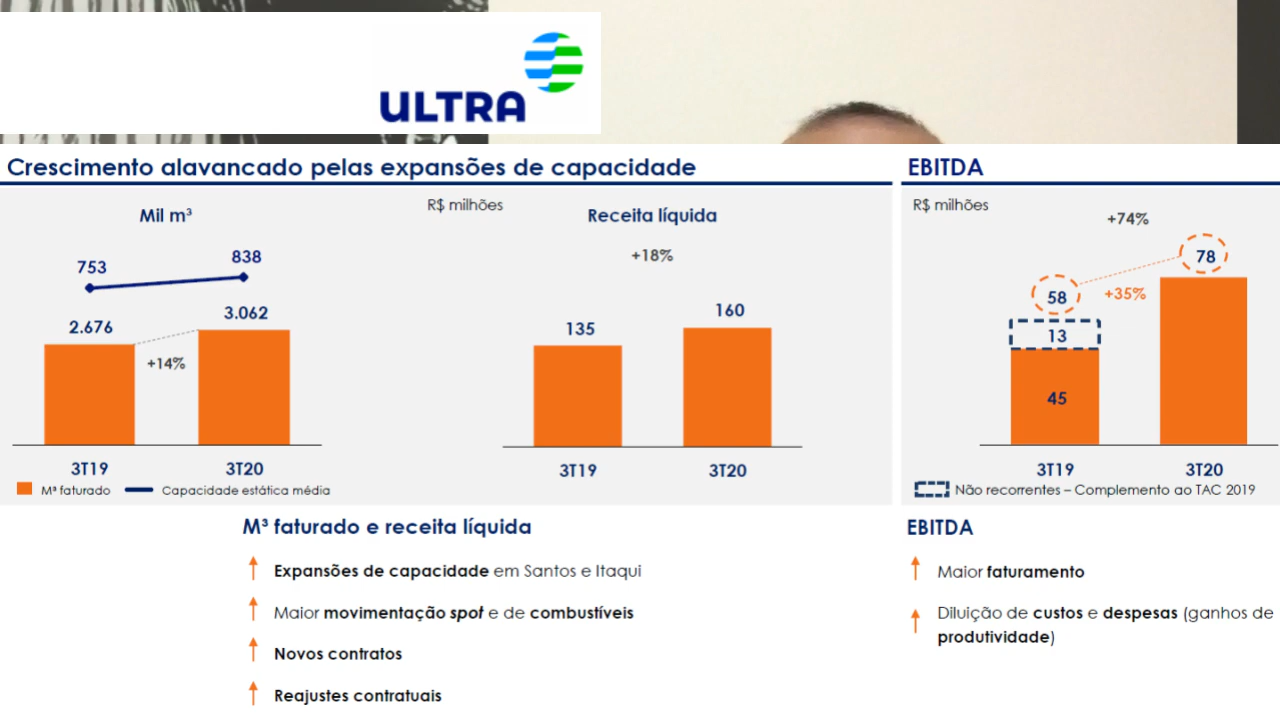 ULTRA
Crescimento alavancado pelas expansões de capacidade
Mil m³
753
838
2.676
3.062
+14%
3T19
3T20
M³ faturado
Capacidade estática média
R$ milhões
Receita líquida
+18%
135
160
3T19
3T20
EBITDA
R$ milhões
+74%
78
58
+35%
13
45
3T19
3T20
Não recorrentes – Complemento ao TAC 2019
M³ faturado e receita líquida
Expansões de capacidade em Santos e Itaqui
Maior movimentação spot e de combustíveis
Novos contratos
Reajustes contratuais
EBITDA
Maior faturamento
Diluição de custos e despesas (ganhos de
produtividade)